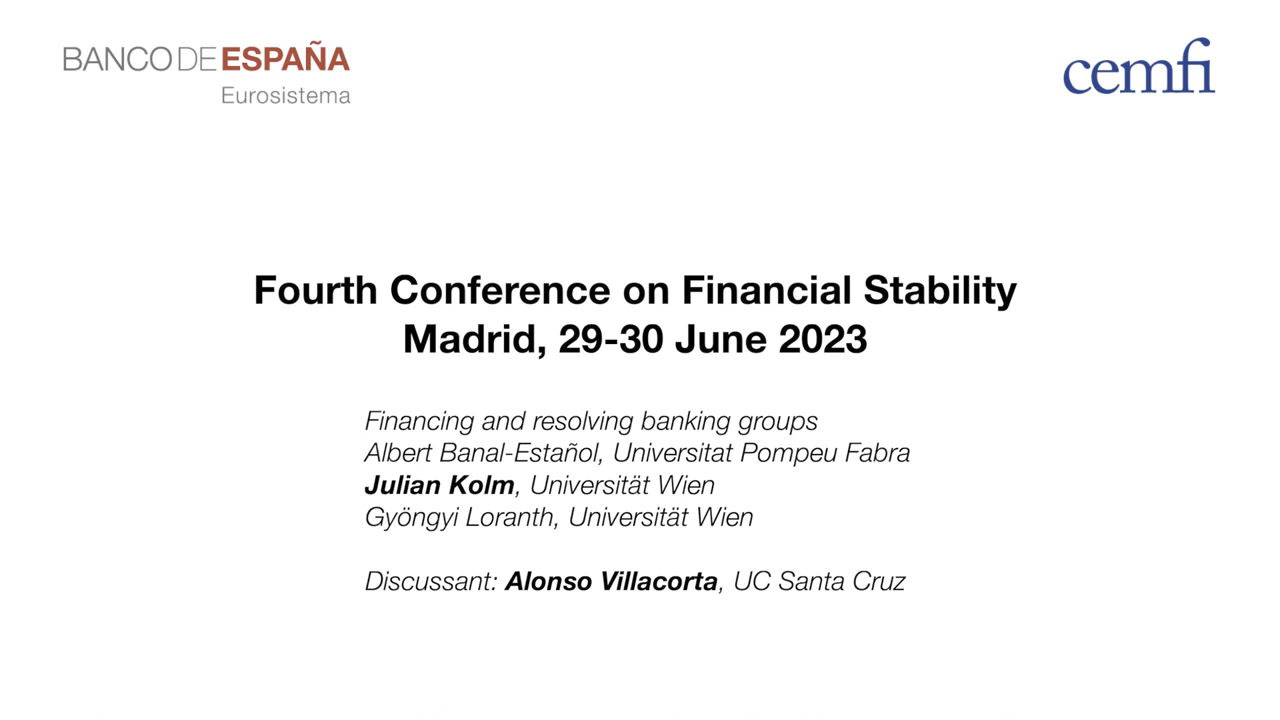 BANCO DE ESPAÑA
Eurosistema
cemfi
Fourth Conference on Financial Stability
Madrid, 29-30 June 2023
Financing and resolving banking groups
Albert Banal-Estañol, Universitat Pompeu Fabra
Julian Kolm, Universität Wien
Gyöngyi Loranth, Universität Wien
Discussant: Alonso Villacorta, UC Santa Cruz